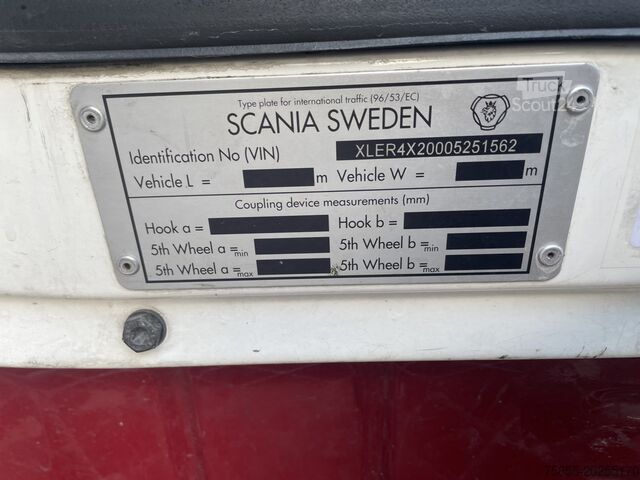 Truck
Scout24
Type plate for international traffic (96/53/EC)
SCANIA SWEDEN
Identification No (VIN) XLER4X20005251562
Vehicle L = m Vehicle W = m
Coupling device measurements (mm)
Hook a = Hook b =
5th Wheel a = min 5th Wheel b = min
5th Wheel a = max 5th Wheel b = max